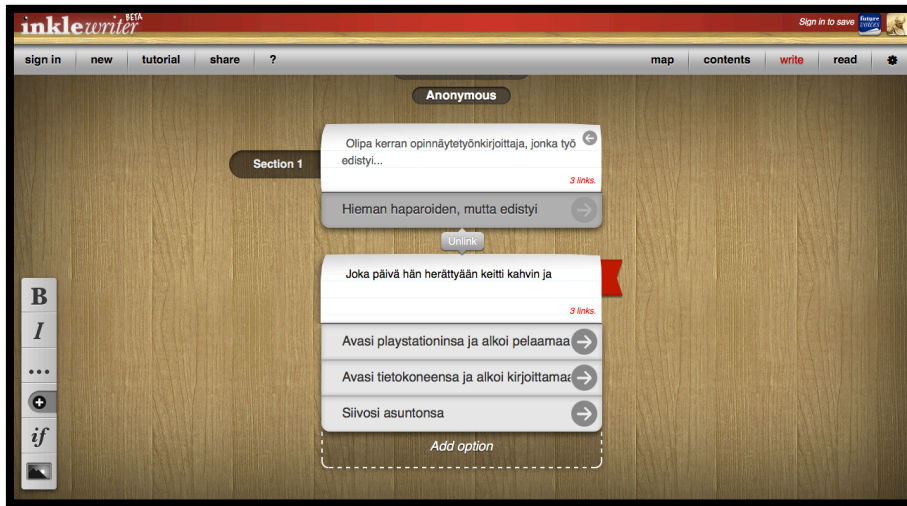 inklewriter BETA
Sign in to save
future voices
sign in new tutorial share ? map contents write read
Anonymous
Section 1
Olipa kerran opinnäytetyönkirjoittaja, jonka työ
edistyi...
3 links.
Hieman haparoiden, mutta edistyi
Unlink
Joka päivä hän herättyään keitti kahvin ja
3 links.
Avasi playstationinsa ja alkoi pelaamaa
Avasi tietokoneensa ja alkoi kirjoittamaa
Siivosi asuntonsa
Add option
B
I
...
if